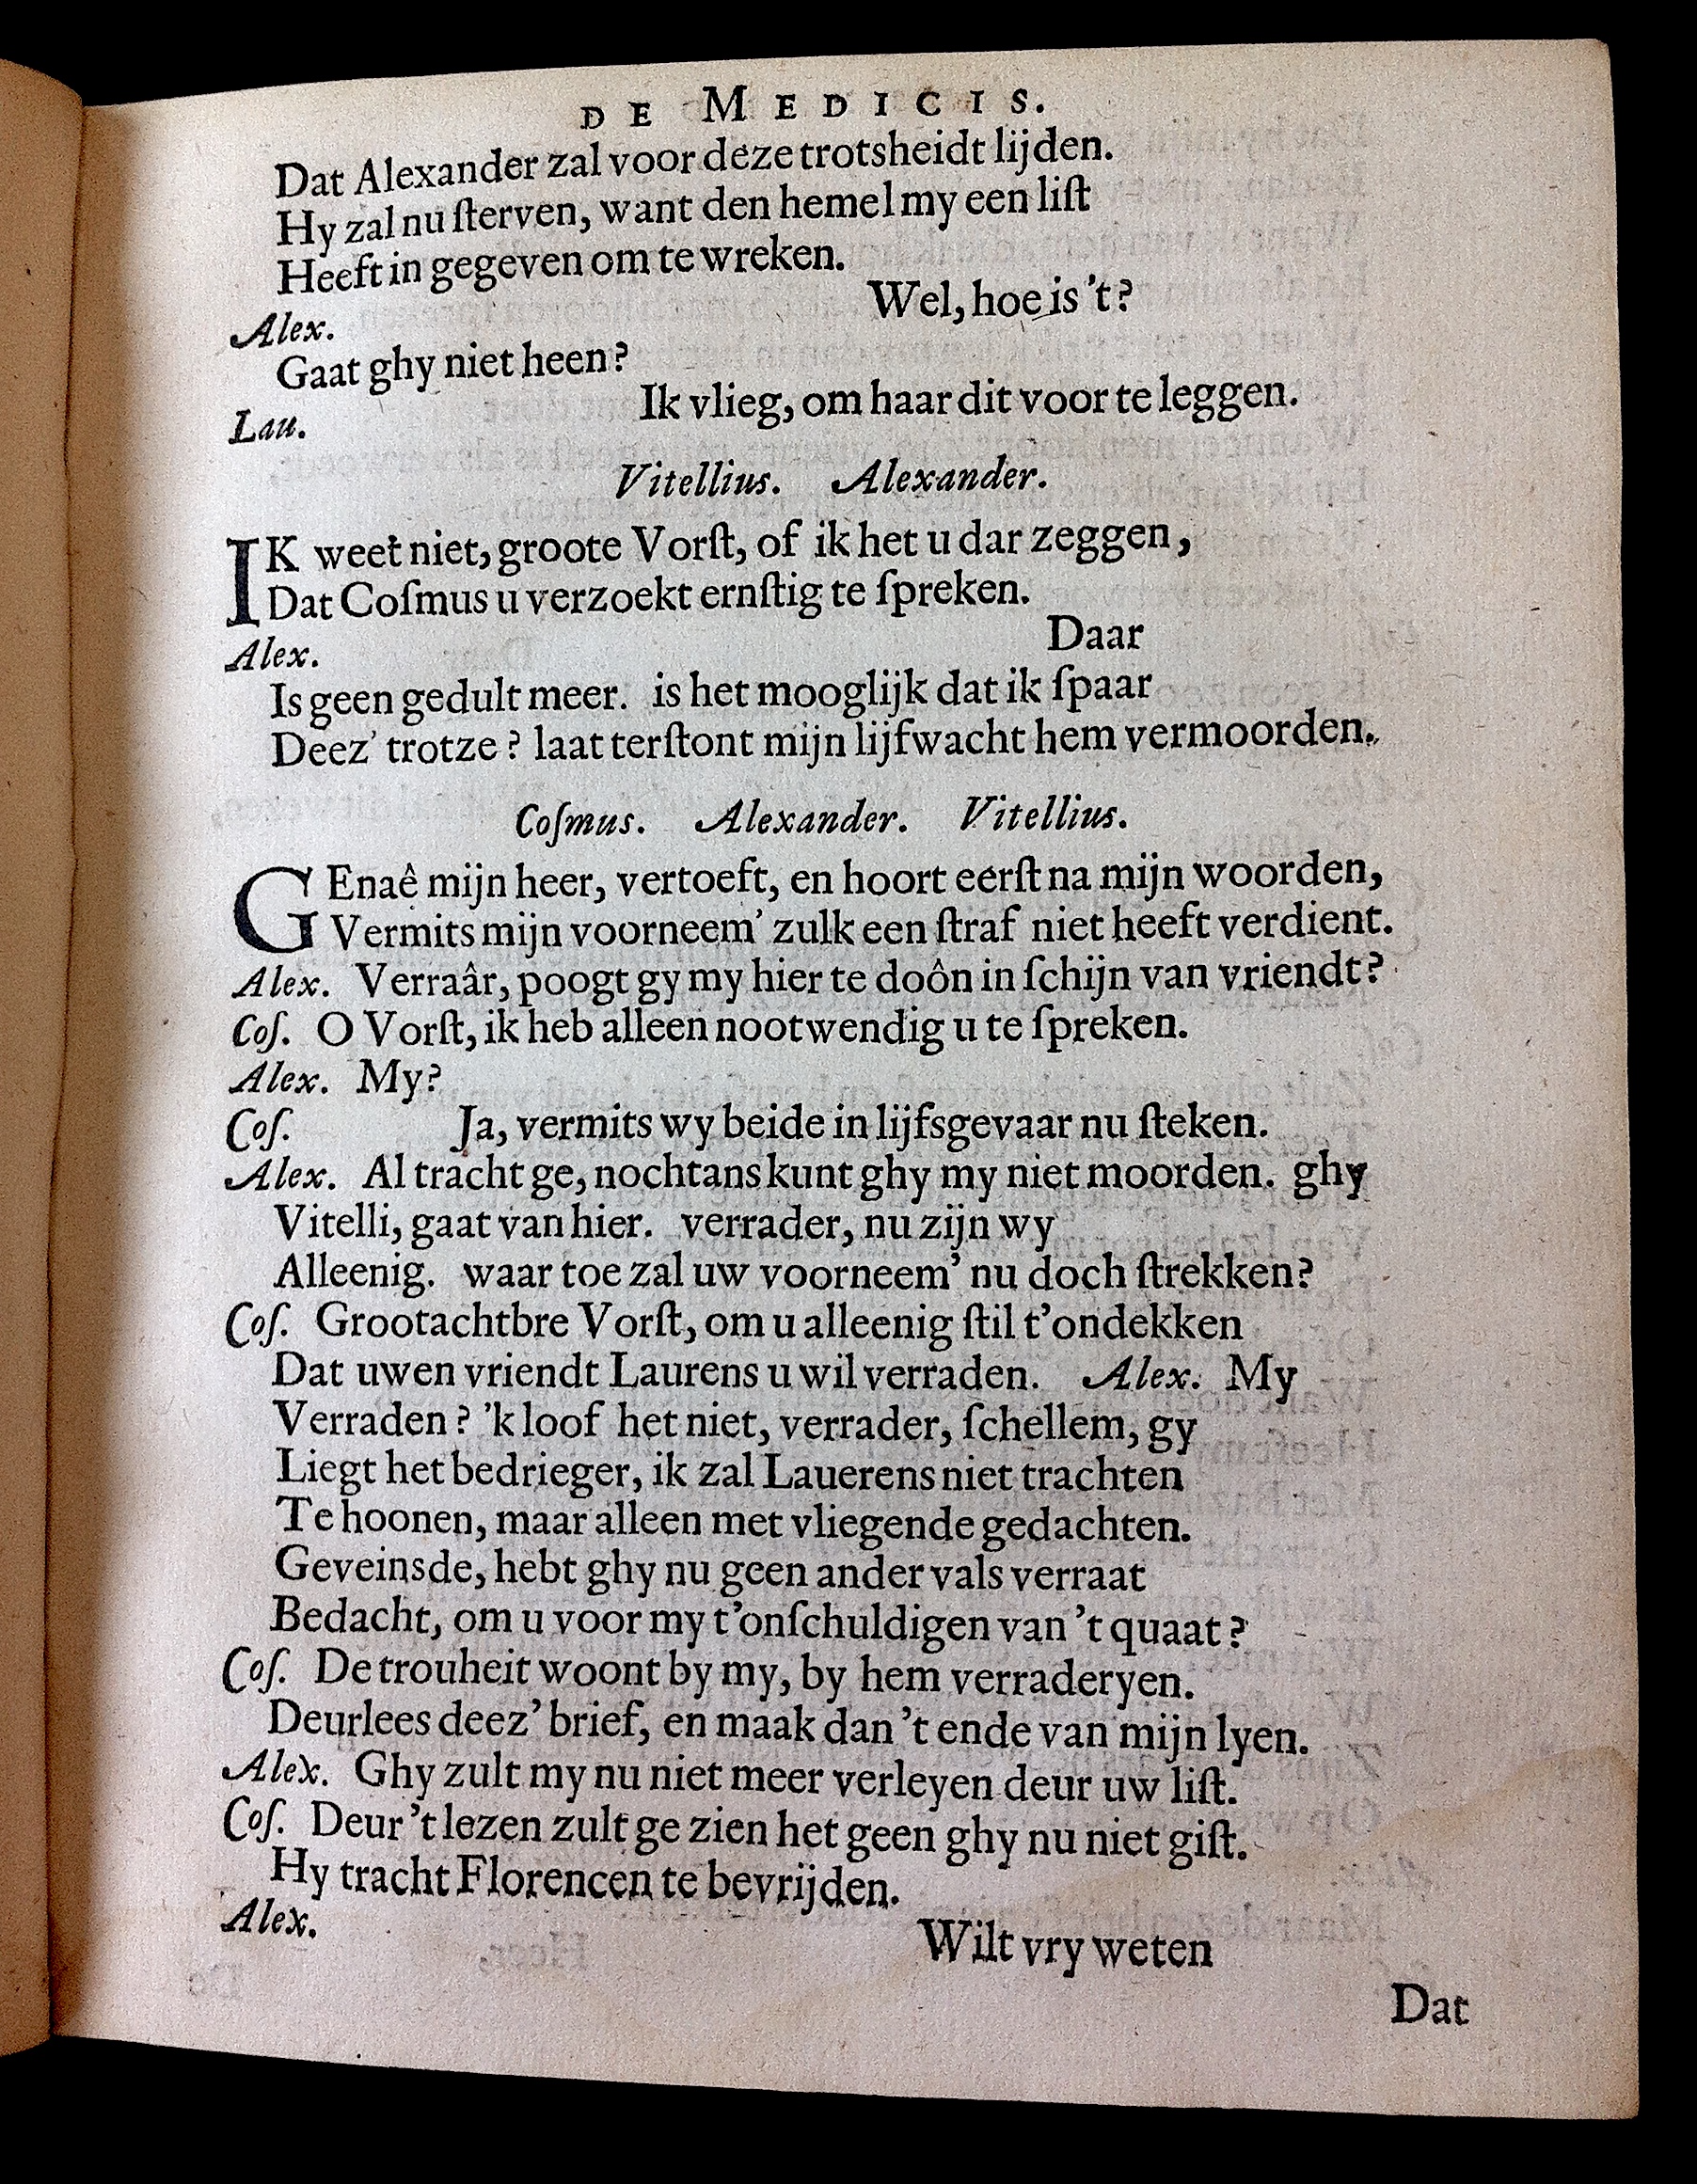 DE MEDICIS.
Dat Alexander zal voor deze trotsheidt lijden.
Hy zal nu ſterven, want den hemel my een liſt
Heeft in gegeven om te wreken.
Alex. Wel, hoe is 't?
Gaat ghy niet heen?
Lau. Ik vlieg, om haar dit voor te leggen.
Vitellius. Alexander.
IK weet niet, groote Vorſt, of ik het u dar zeggen,
Dat Coſmus u verzoekt ernſtig te ſpreken.
Alex. Daar
Is geen gedult meer. is het mooglijk dat ik ſpaar
Deez' trotze? laat terſtont mijn lijfwacht hem vermoorden.
Coſmus. Alexander. Vitellius.
GEnaê mijn heer, vertoeft, en hoort eerſt na mijn woorden,
Vermits mijn voorneem' zulk een ſtraf niet heeft verdient.
Alex. Verraâr, poogt gy my hier te doôn in ſchijn van vriendt?
Coſ. O Vorſt, ik heb alleen nootwendig u te ſpreken.
Alex. My?
Coſ. Ja, vermits wy beide in lijfsgevaar nu ſteken.
Alex. Al tracht ge, nochtans kunt ghy my niet moorden. ghy
Vitelli, gaat van hier. verrader, nu zijn wy
Alleenig. waar toe zal uw voorneem' nu doch ſtrekken?
Coſ. Grootachtbre Vorſt, om u alleenig ſtil t'ondekken
Dat uwen vriendt Laurens u wil verraden. Alex. My
Verraden? 'k loof het niet, verrader, ſchellem, gy
Liegt het bedrieger, ik zal Lauerens niet trachten
Te hoonen, maar alleen met vliegende gedachten.
Geveinsde, hebt ghy nu geen ander vals verraat
Bedacht, om u voor my t'onſchuldigen van 't quaat?
Coſ. De trouheit woont by my, by hem verraderyen.
Deurlees deez' brief, en maak dan 't ende van mijn lyen.
Alex. Ghy zult my nu niet meer verleyen deur uw liſt.
Coſ. Deur 't lezen zult ge zien het geen ghy nu niet giſt.
Hy tracht Florencen te bevrijden.
Alex. Wilt vry weten
Dat